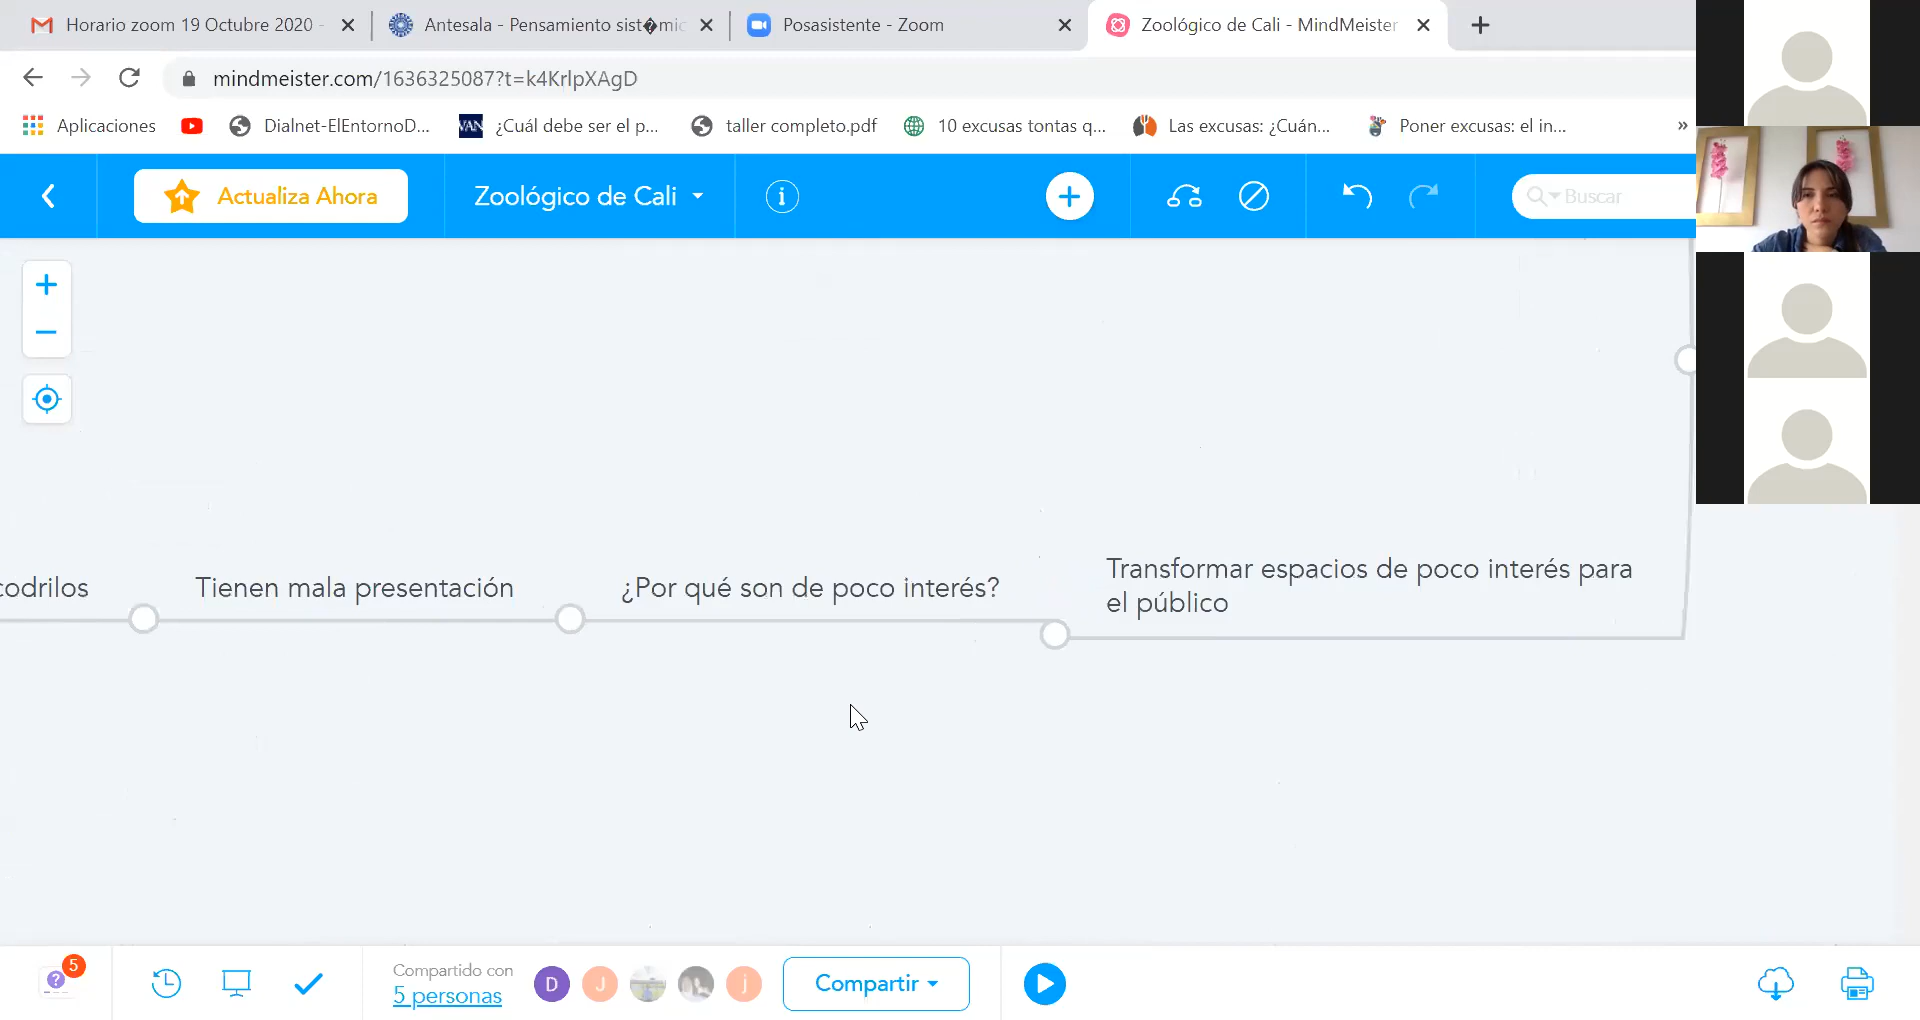 Horario zoom 19 Octubre 2020 -
Antesala - Pensamiento sist�mic
Posasistente - Zoom
Zoológico de Cali - MindMeister
mindmeister.com/1636325087?t=k4KrlpXAgD
Aplicaciones
Dialnet-ElEntornoD...
VAN
¿Cuál debe ser el p...
taller completo.pdf
10 excusas tontas q...
Las excusas: ¿Cuán...
Poner excusas: el in...
»
Actualiza Ahora
Zoológico de Cali
Buscar
codrilos
Tienen mala presentación
¿Por qué son de poco interés?
Transformar espacios de poco interés para
el público
5
Compartido con
5 personas
D
J
j
Compartir